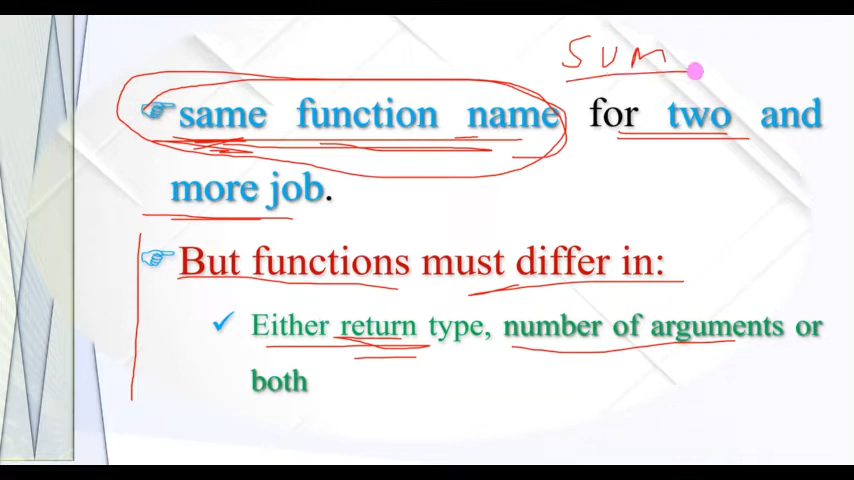 SUM
same function name for two and
more job.
But functions must differ in:
Either return type, number of arguments or
both